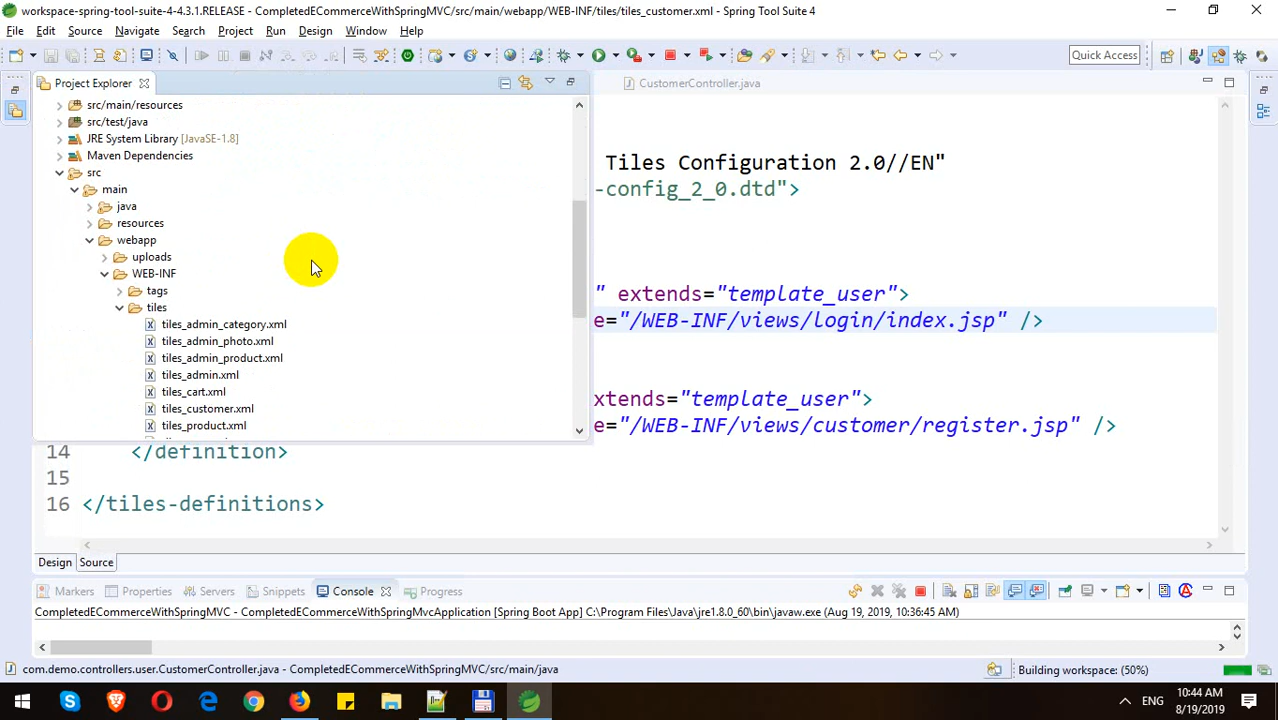 workspace-spring-tool-suite-4-4.3.1.RELEASE - CompletedECommerceWithSpringMVC/src/main/webapp/WEB-INF/tiles/tiles_customer.xml - Spring Tool Suite 4
File Edit Source Navigate Search Project Run Design Window Help
Quick Access
Project Explorer
CustomerController.java
src/main/resources
src/test/java
JRE System Library [JavaSE-1.8]
Maven Dependencies
src
main
java
resources
webapp
uploads
WEB-INF
tags
tiles
tiles_admin_category.xml
tiles_admin_photo.xml
tiles_admin_product.xml
tiles_admin.xml
tiles_cart.xml
tiles_customer.xml
tiles_product.xml
Tiles Configuration 2.0//EN"
-config_2_0.dtd">
" extends="template_user">
e="/WEB-INF/views/login/index.jsp" />
xtends="template_user">
e="/WEB-INF/views/customer/register.jsp" />
14 </definition>
15
16 </tiles-definitions>
Design Source
Markers Properties Servers Snippets Console Progress
CompletedECommerceWithSpringMVC - CompletedECommerceWithSpringMvcApplication [Spring Boot App] C:\Program Files\Java\jre1.8.0_60\bin\javaw.exe (Aug 19, 2019, 10:36:45 AM)
com.demo.controllers.user.CustomerController.java - CompletedECommerceWithSpringMVC/src/main/java
Building workspace: (50%)
ENG
10:44 AM
8/19/2019